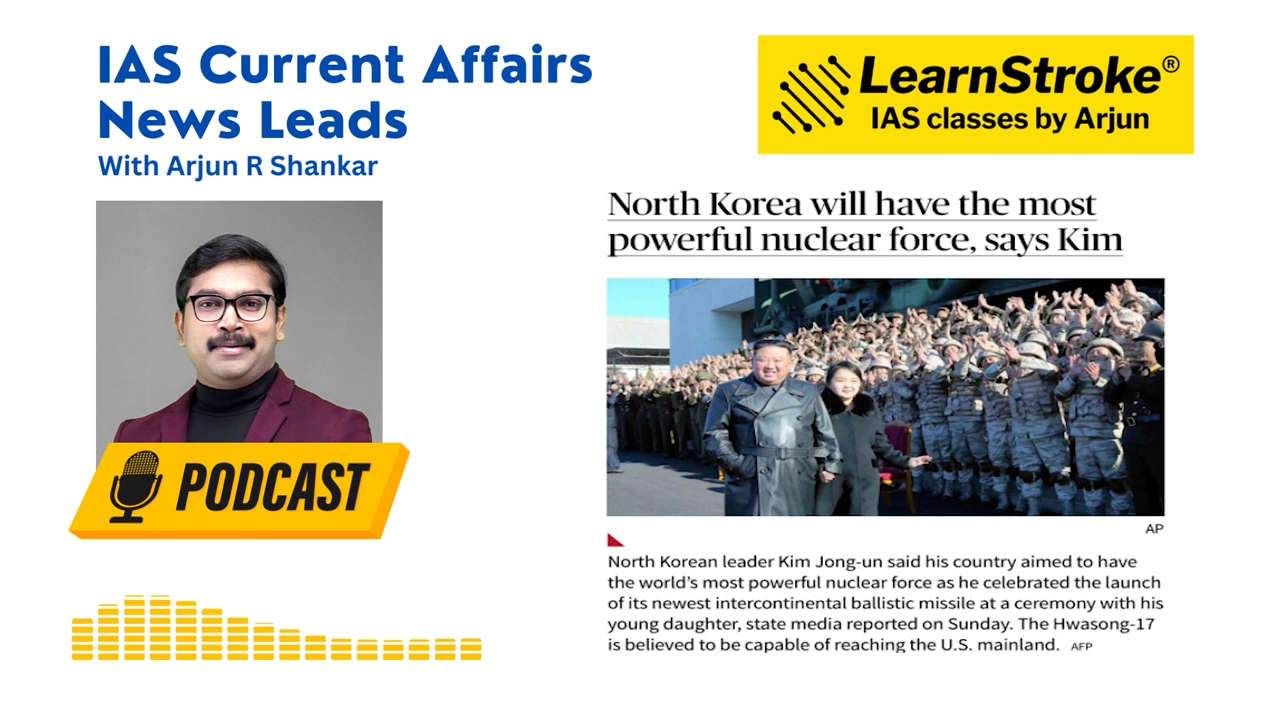 IAS Current Affairs
News Leads
With Arjun R Shankar
PODCAST
LearnStroke®
IAS classes by Arjun
North Korea will have the most
powerful nuclear force, says Kim
AP
North Korean leader Kim Jong-un said his country aimed to have
the world’s most powerful nuclear force as he celebrated the launch
of its newest intercontinental ballistic missile at a ceremony with his
young daughter, state media reported on Sunday. The Hwasong-17
is believed to be capable of reaching the U.S. mainland. AFP